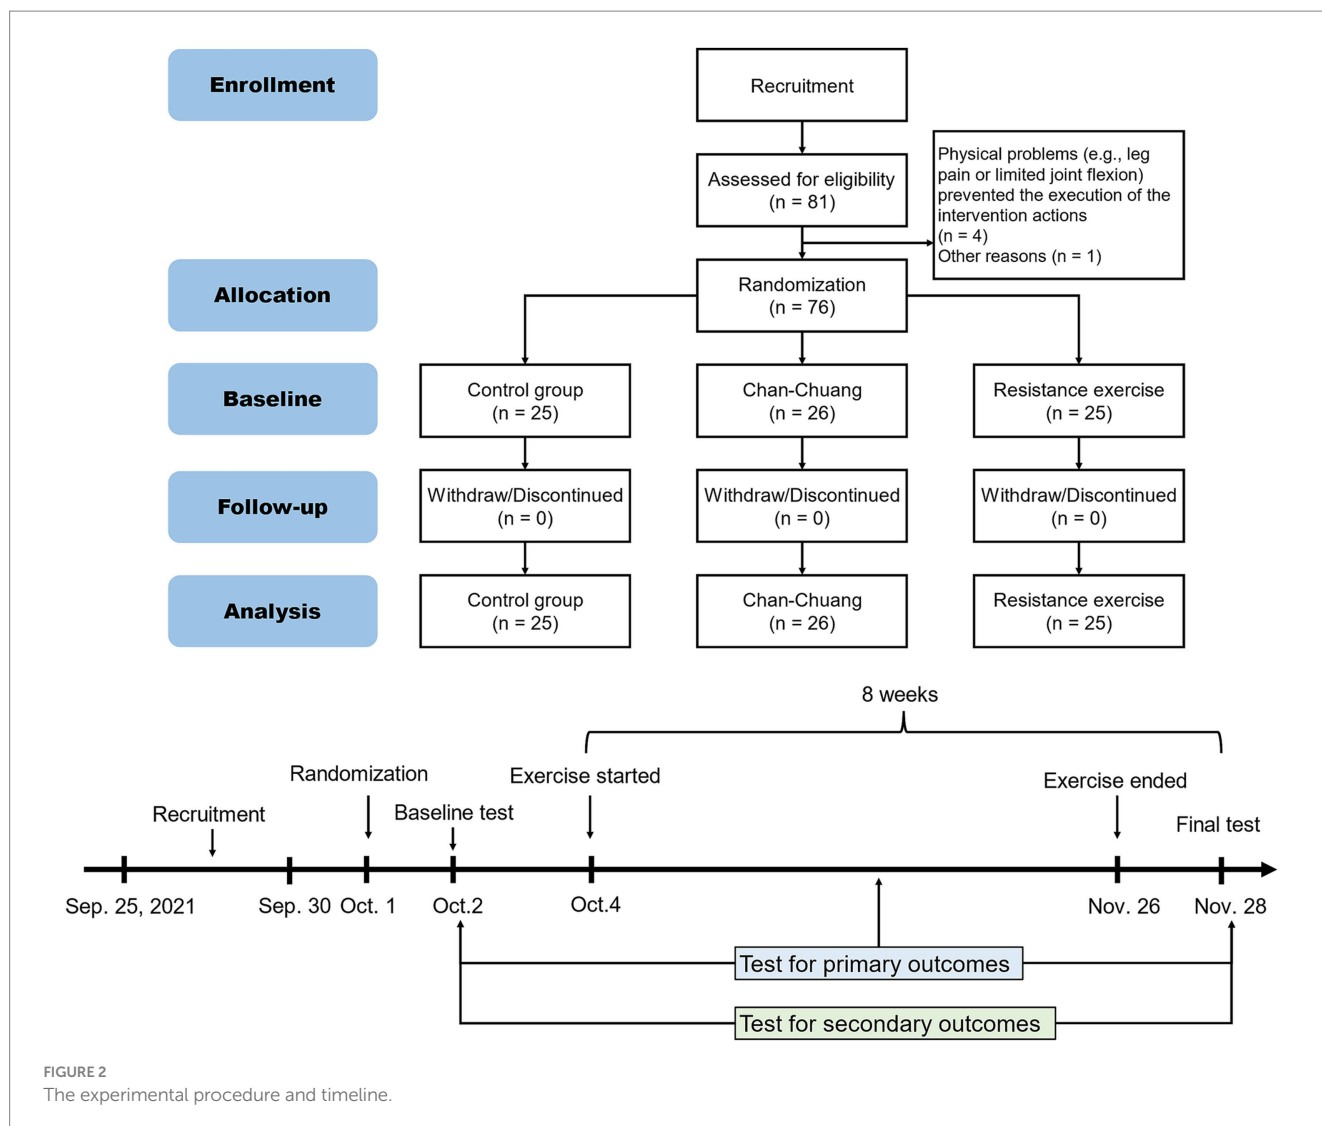 Enrollment
Recruitment
Assessed for eligibility
(n = 81)
Physical problems (e.g., leg
pain or limited joint flexion)
prevented the execution of the
intervention actions
(n = 4)
Other reasons (n = 1)
Allocation
Randomization
(n = 76)
Baseline
Control group
(n = 25)
Chan-Chuang
(n = 26)
Resistance exercise
(n = 25)
Follow-up
Withdraw/Discontinued
(n = 0)
Withdraw/Discontinued
(n = 0)
Withdraw/Discontinued
(n = 0)
Analysis
Control group
(n = 25)
Chan-Chuang
(n = 26)
Resistance exercise
(n = 25)
8 weeks
Recruitment
Randomization
Baseline test
Exercise started
Exercise ended
Final test
Sep. 25, 2021
Sep. 30
Oct. 1
Oct.2
Oct.4
Nov. 26
Nov. 28
Test for primary outcomes
Test for secondary outcomes
FIGURE 2
The experimental procedure and timeline.